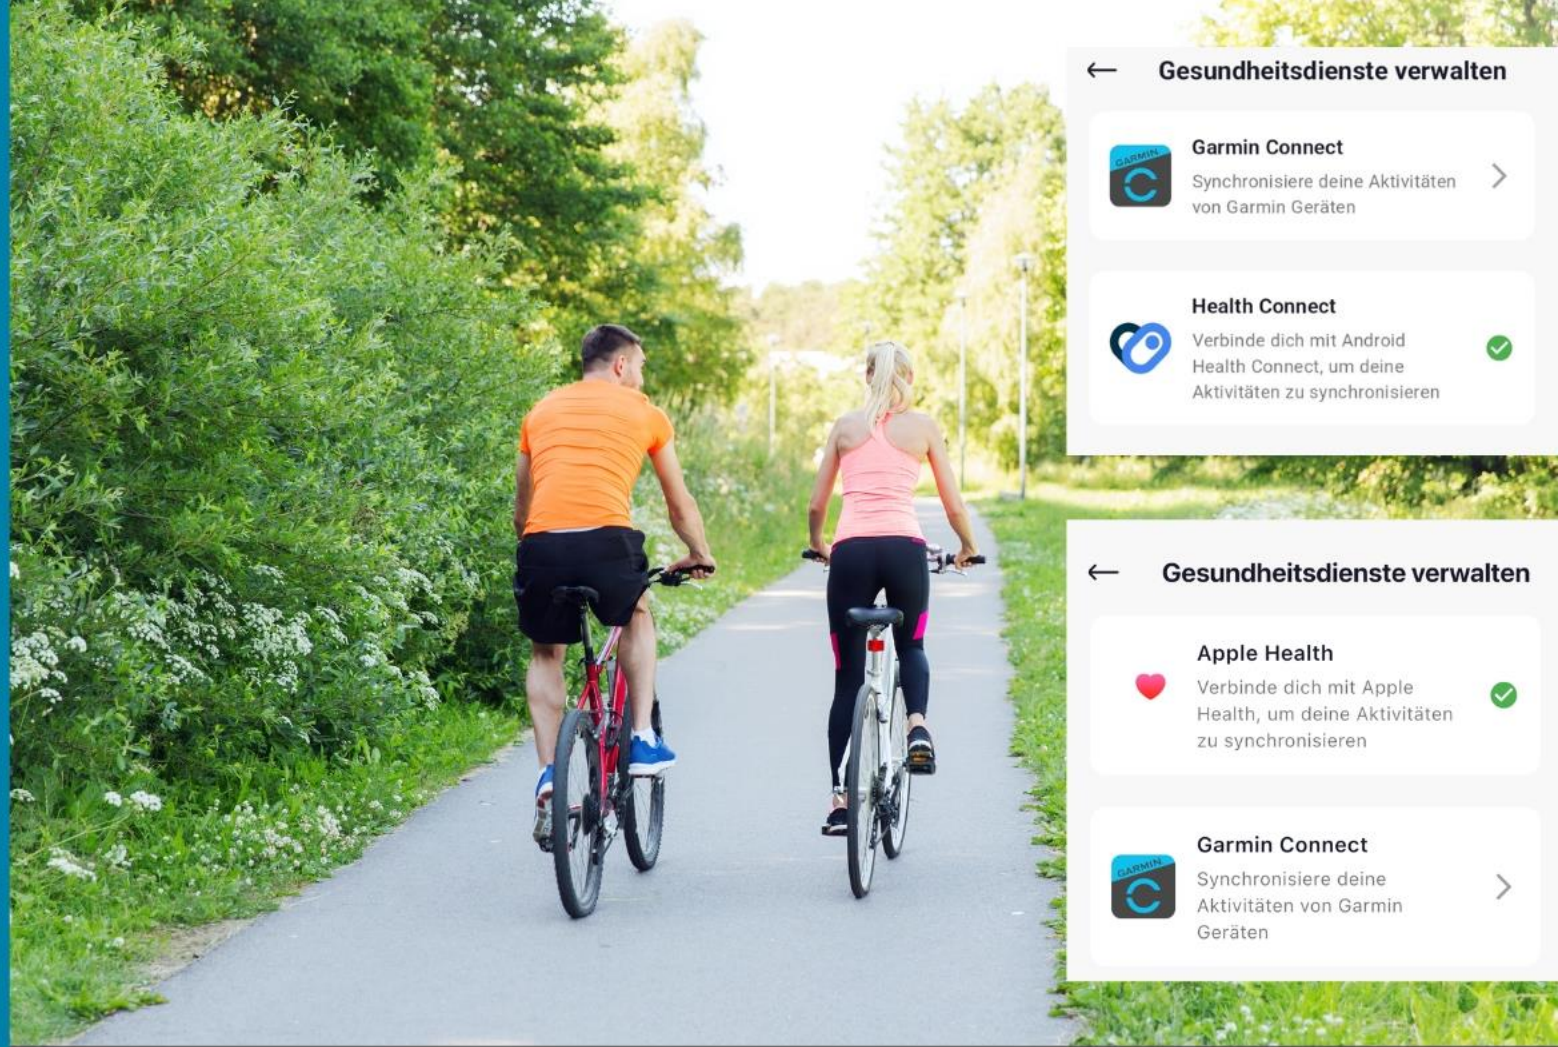 Gesundheitsdienste verwalten
GARMIN
Garmin Connect
Synchronisiere deine Aktivitäten
von Garmin Geräten
Health Connect
Verbinde dich mit Android
Health Connect, um deine
Aktivitäten zu synchronisieren
Gesundheitsdienste verwalten
Apple Health
Verbinde dich mit Apple
Health, um deine Aktivitäten
zu synchronisieren
GARMIN
Garmin Connect
Synchronisiere deine
Aktivitäten von Garmin
Geräten